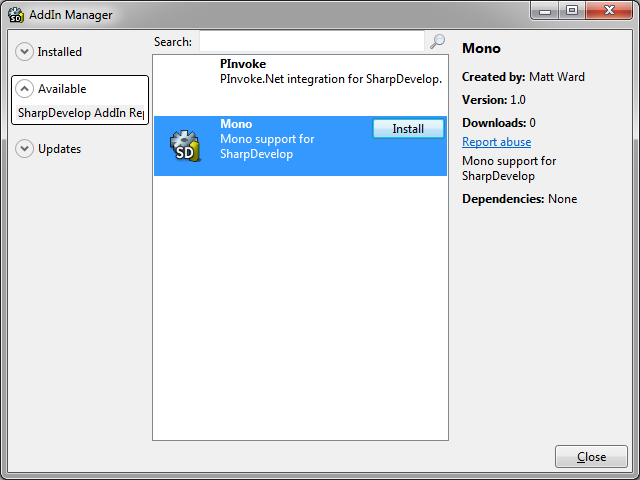 AddIn Manager
Installed
Available
SharpDevelop AddIn Rep
Updates
Search:
PInvoke
PInvoke.Net integration for SharpDevelop.
SD
Mono
Install
Mono support for
SharpDevelop
Mono
Created by: Matt Ward
Version: 1.0
Downloads: 0
Report abuse
Mono support for
SharpDevelop
Dependencies: None
Close